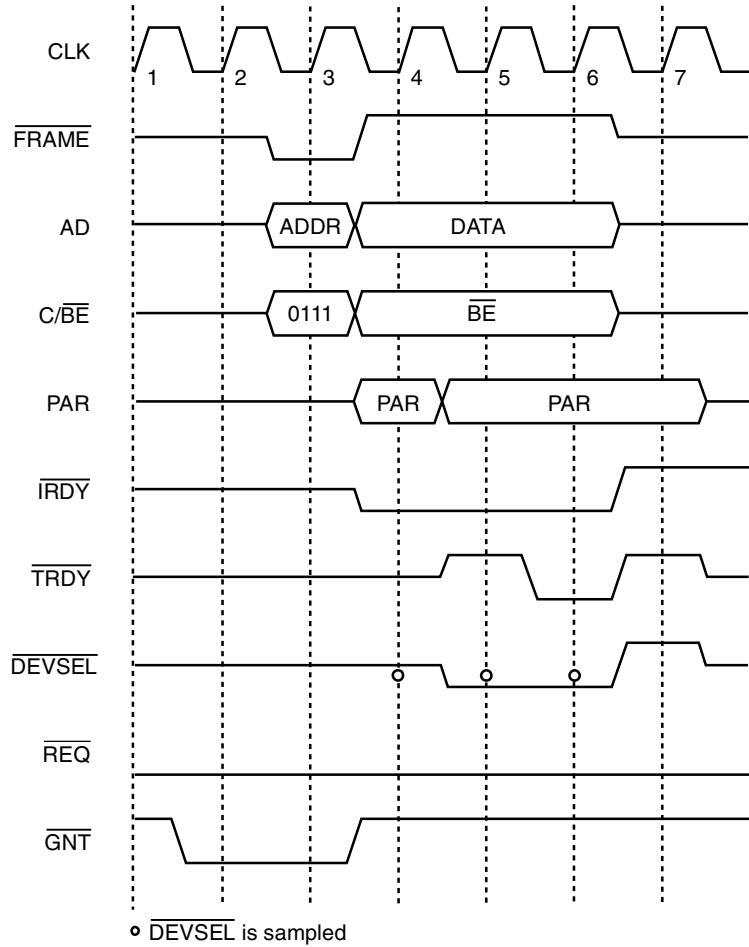 CLK
1 2 3 4 5 6 7
FRAME
AD ADDR DATA
C/BE 0111 BE
PAR PAR PAR
IRDY
TRDY
DEVSEL
REQ
GNT
DEVSEL is sampled